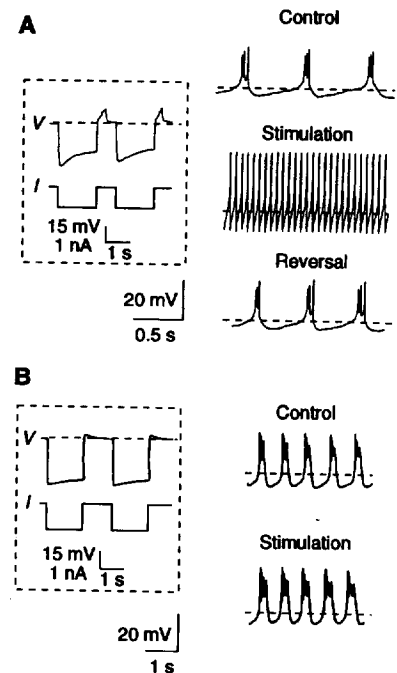 A
Control
V
Stimulation
I
15 mV
1 nA
1 s
Reversal
20 mV
0.5 s
B
Control
V
I
15 mV
1 nA
1 s
Stimulation
20 mV
1 s